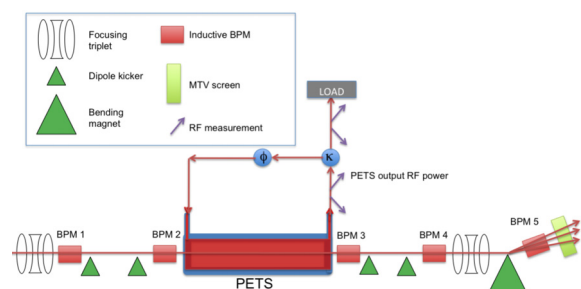 Focusing
triplet
Inductive BPM
Dipole kicker
MTV screen
Bending
magnet
RF measurement
LOAD
ϕ
K
PETS output RF power
BPM 1
BPM 2
BPM 3
BPM 4
BPM 5
PETS